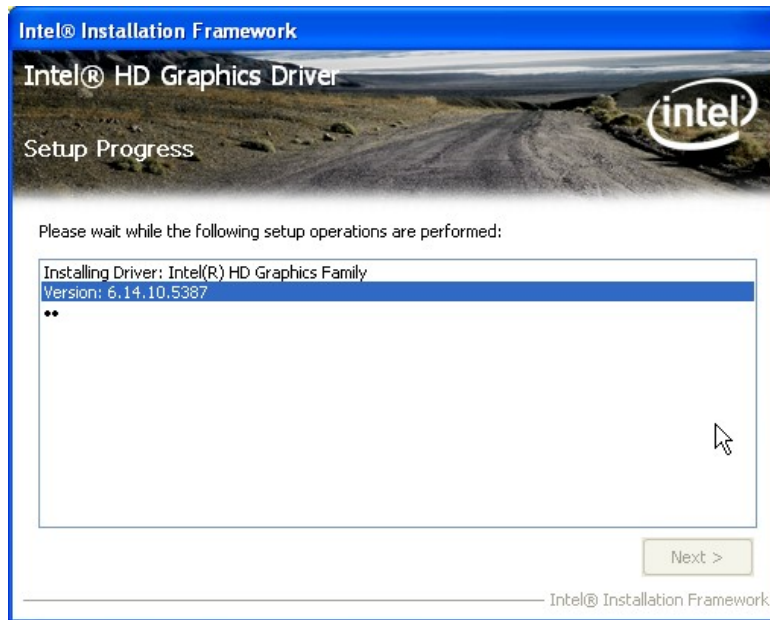 Intel® Installation Framework
Intel® HD Graphics Driver
intel
Setup Progress
Please wait while the following setup operations are performed:
Installing Driver: Intel(R) HD Graphics Family
Version: 6.14.10.5387
••
Next >
Intel® Installation Framework